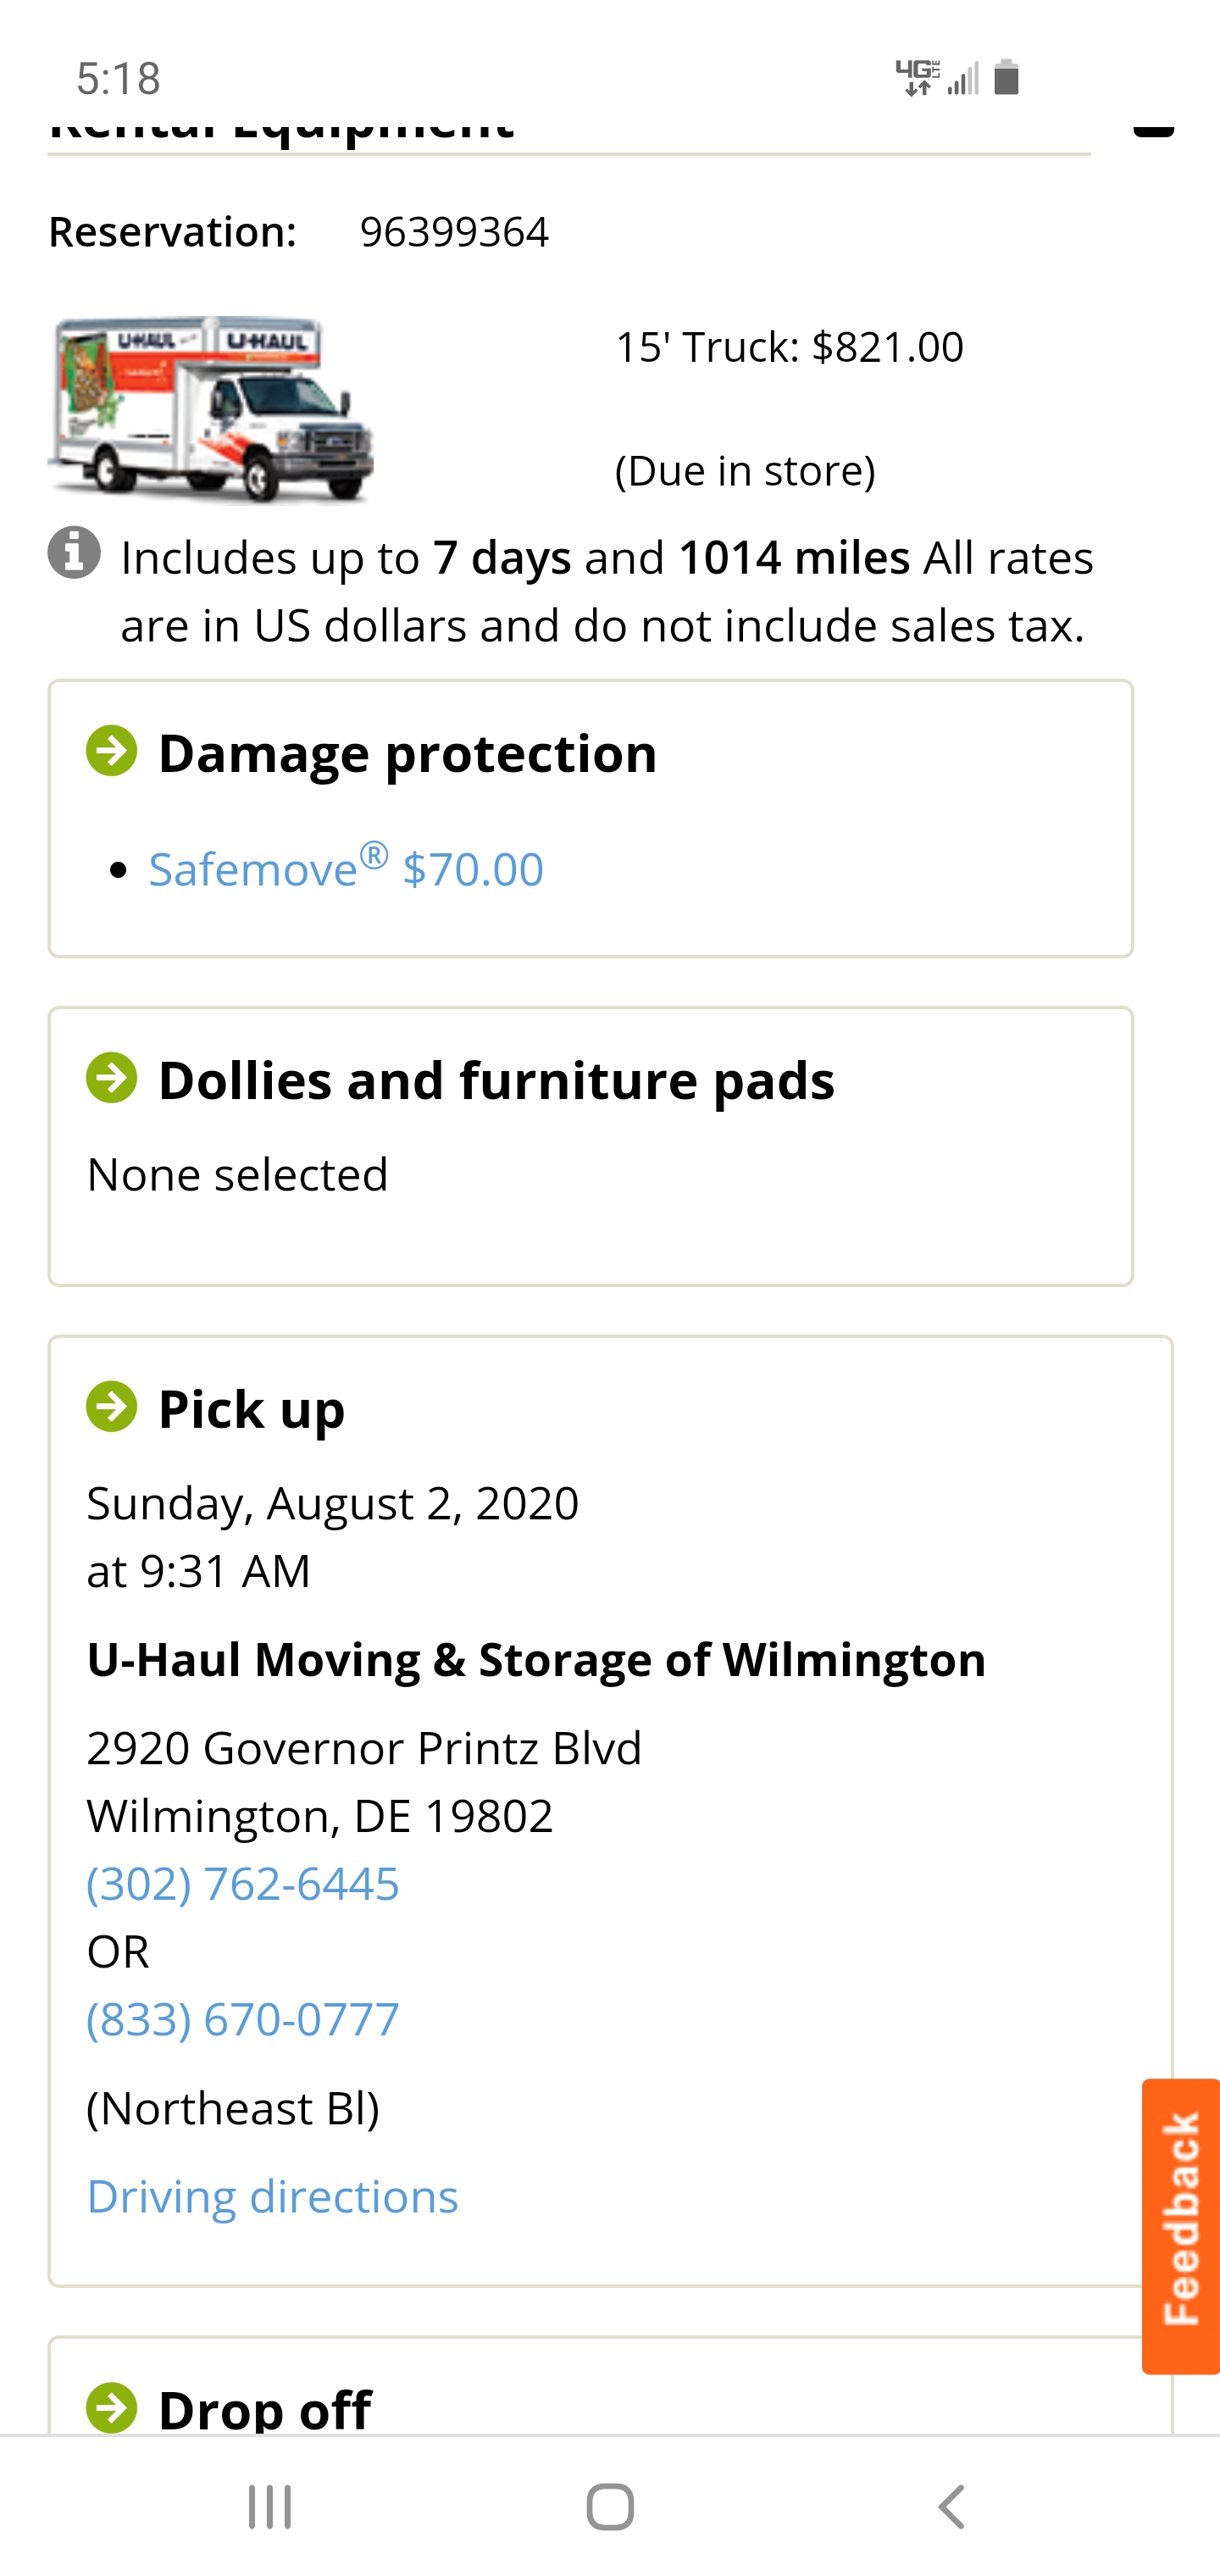 5:18
4G LTE
Rental Equipment
Reservation: 96399364
U-HAUL U-HAUL
15' Truck: $821.00
(Due in store)
Includes up to 7 days and 1014 miles All rates
are in US dollars and do not include sales tax.
Damage protection
• Safemove® $70.00
Dollies and furniture pads
None selected
Pick up
Sunday, August 2, 2020
at 9:31 AM
U-Haul Moving & Storage of Wilmington
2920 Governor Printz Blvd
Wilmington, DE 19802
(302) 762-6445
OR
(833) 670-0777
(Northeast Bl)
Driving directions
Feedback
Drop off